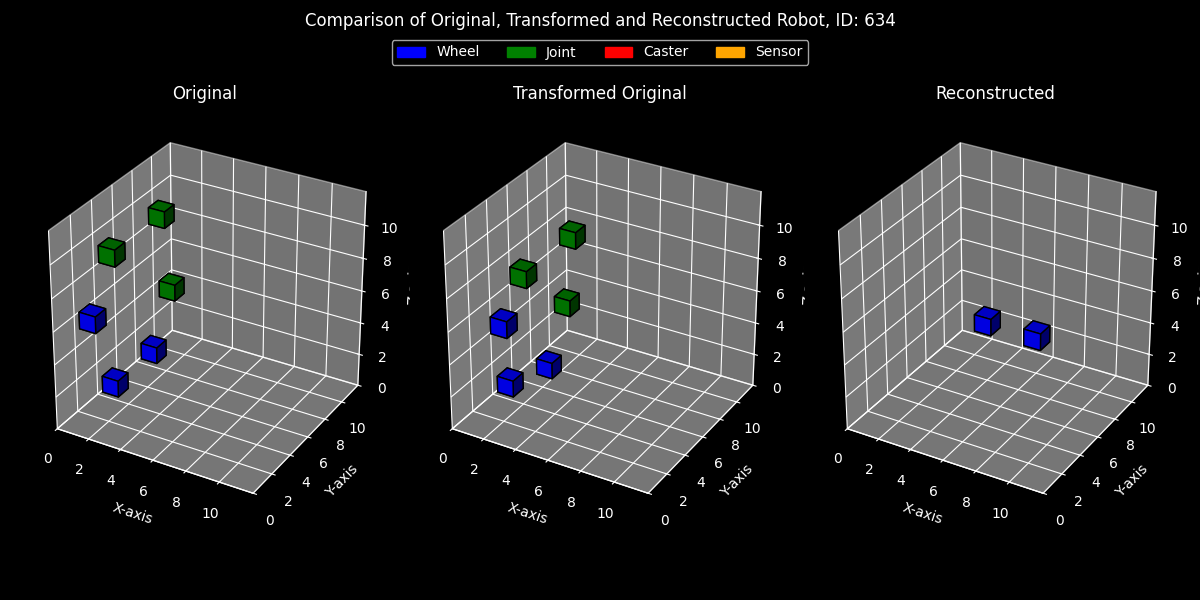 Comparison of Original, Transformed and Reconstructed Robot, ID: 634
Wheel Joint Caster Sensor
Original Transformed Original Reconstructed
0 2 4 6 8 10
X-axis
0 2 4 6 8 10
Y-axis
0 2 4 6 8 10
0 2 4 6 8 10
X-axis
0 2 4 6 8 10
Y-axis
0 2 4 6 8 10
0 2 4 6 8 10
X-axis
0 2 4 6 8 10
Y-axis
0 2 4 6 8 10